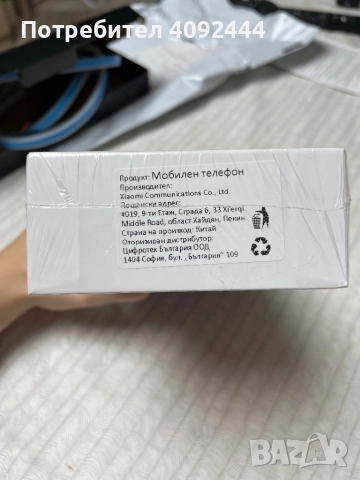 Потребител 4092444
Продукт: Мобилен телефон
Производител:
Xiaomi Communications Co., Ltd.
Пощенски адрес:
#019, 9-ти Етаж, Сграда 6, 33 Xi'erqi
Middle Road, област Хайдян, Пекин
Страна на произход: Китай
Оторизиран дистрибутор:
Цифротек България ООД
1404 София, бул. „България" 109
BAZAR